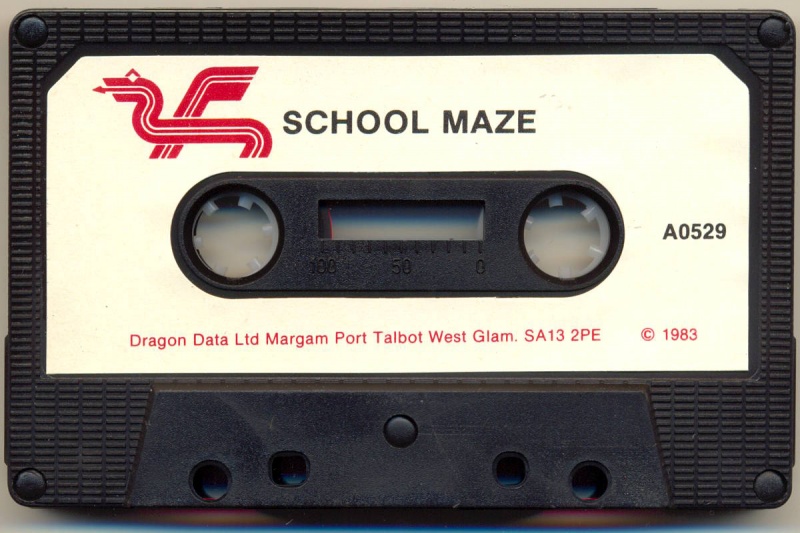 SCHOOL MAZE
A0529
100 50 0
Dragon Data Ltd Margam Port Talbot West Glam. SA13 2PE © 1983